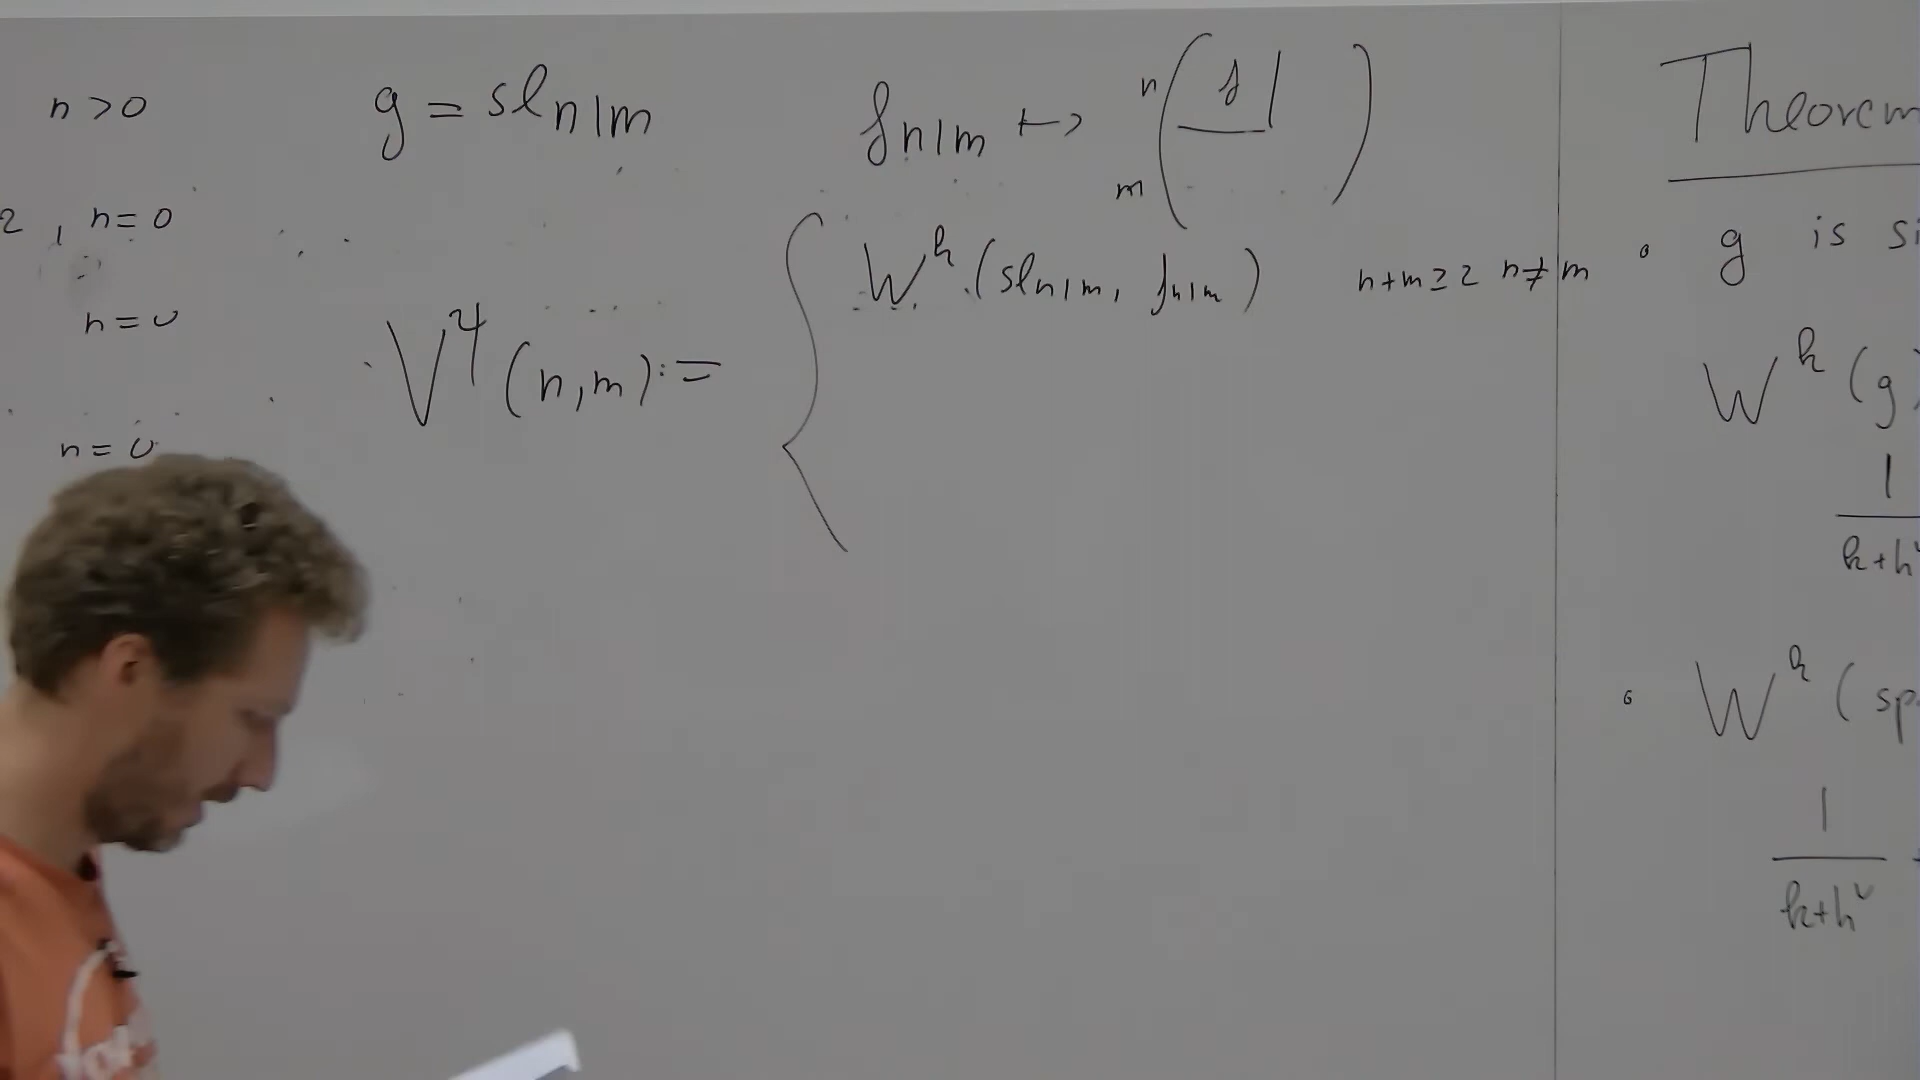 n > 0
2 , n = 0
n = 0
n = 0
g = sl_{n|m}
f_{n|m} ↦ n m ( f | )
V^ψ (n,m) := { W^k (sl_{n|m}, f_{n|m}) n+m ≥ 2 n ≠ m
Theorem
• g is si
W^k (g)
1
k+h^∨
• W^k (sp
1
k+h^∨